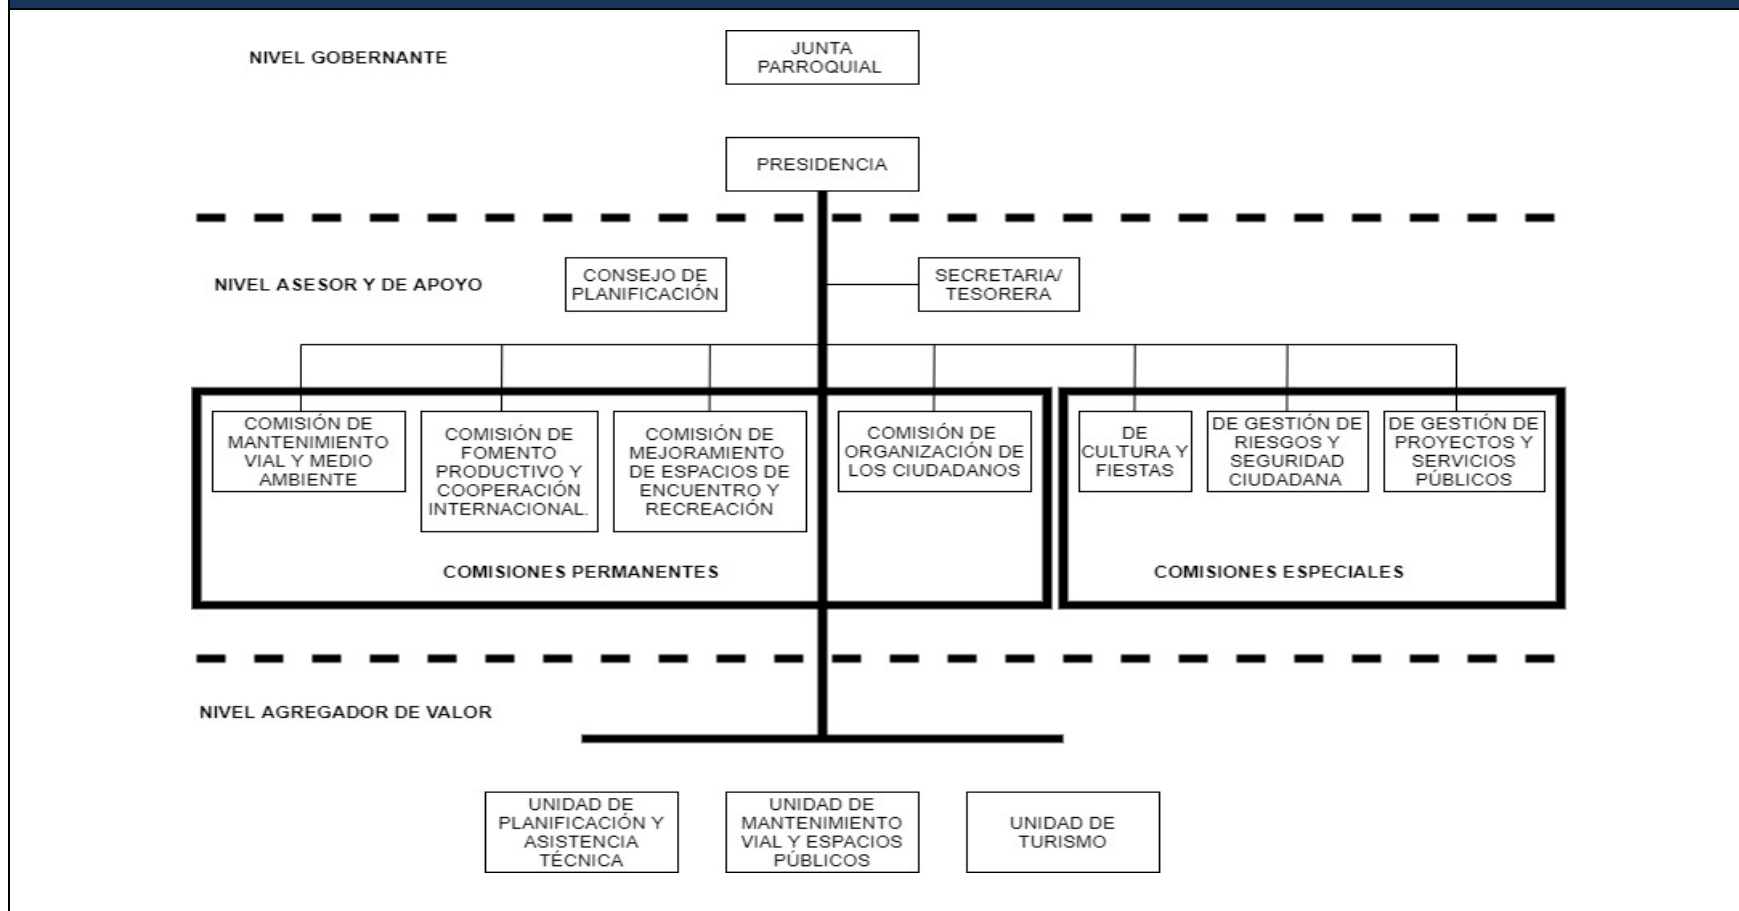 NIVEL GOBERNANTE
JUNTA
PARROQUIAL
PRESIDENCIA
NIVEL ASESOR Y DE APOYO
CONSEJO DE
PLANIFICACIÓN
SECRETARIA/
TESORERA
COMISIÓN DE
MANTENIMIENTO
VIAL Y MEDIO
AMBIENTE
COMISIÓN DE
FOMENTO
PRODUCTIVO Y
COOPERACIÓN
INTERNACIONAL.
COMISIÓN DE
MEJORAMIENTO
DE ESPACIOS DE
ENCUENTRO Y
RECREACIÓN
COMISIÓN DE
ORGANIZACIÓN DE
LOS CIUDADANOS
COMISIONES PERMANENTES
DE
CULTURA Y
FIESTAS
DE GESTIÓN DE
RIESGOS Y
SEGURIDAD
CIUDADANA
DE GESTIÓN DE
PROYECTOS Y
SERVICIOS
PÚBLICOS
COMISIONES ESPECIALES
NIVEL AGREGADOR DE VALOR
UNIDAD DE
PLANIFICACIÓN Y
ASISTENCIA
TÉCNICA
UNIDAD DE
MANTENIMIENTO
VIAL Y ESPACIOS
PÚBLICOS
UNIDAD DE
TURISMO